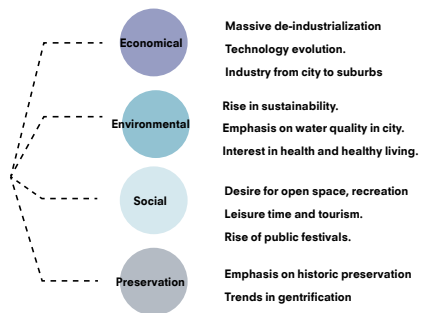 Economical
Massive de-industrialization
Technology evolution.
Industry from city to suburbs
Environmental
Rise in sustainability.
Emphasis on water quality in city.
Interest in health and healthy living.
Social
Desire for open space, recreation
Leisure time and tourism.
Rise of public festivals.
Preservation
Emphasis on historic preservation
Trends in gentrification